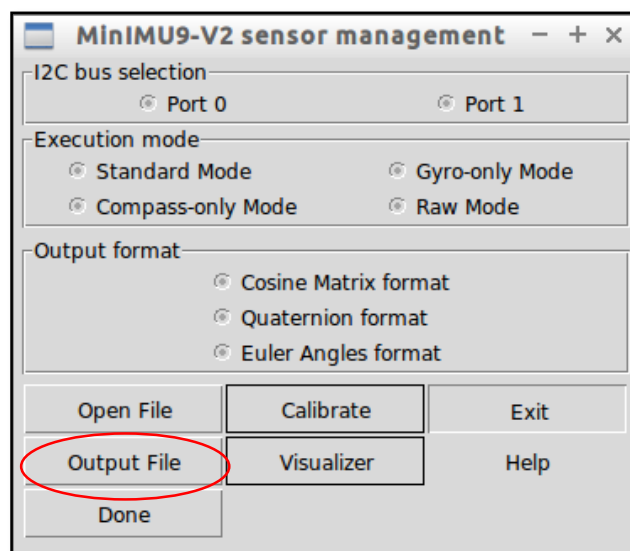 MinIMU9-V2 sensor management
I2C bus selection
Port 0 Port 1
Execution mode
Standard Mode Gyro-only Mode
Compass-only Mode Raw Mode
Output format
Cosine Matrix format
Quaternion format
Euler Angles format
Open File Calibrate Exit
Output File Visualizer Help
Done